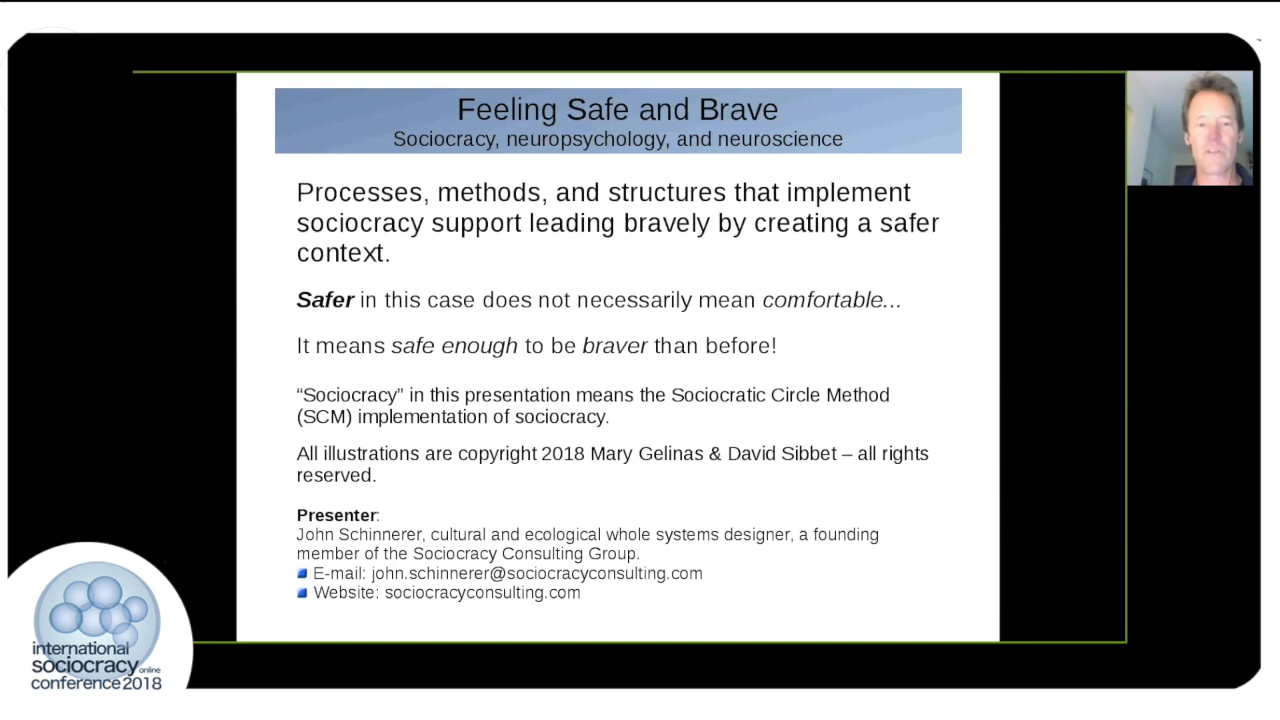 Feeling Safe and Brave
Sociocracy, neuropsychology, and neuroscience
Processes, methods, and structures that implement
sociocracy support leading bravely by creating a safer
context.
Safer in this case does not necessarily mean comfortable...
It means safe enough to be braver than before!
“Sociocracy” in this presentation means the Sociocratic Circle Method
(SCM) implementation of sociocracy.
All illustrations are copyright 2018 Mary Gelinas & David Sibbet – all rights
reserved.
Presenter:
John Schinnerer, cultural and ecological whole systems designer, a founding
member of the Sociocracy Consulting Group.
E-mail: john.schinnerer@sociocracyconsulting.com
Website: sociocracyconsulting.com
international
sociocracy online
conference 2018